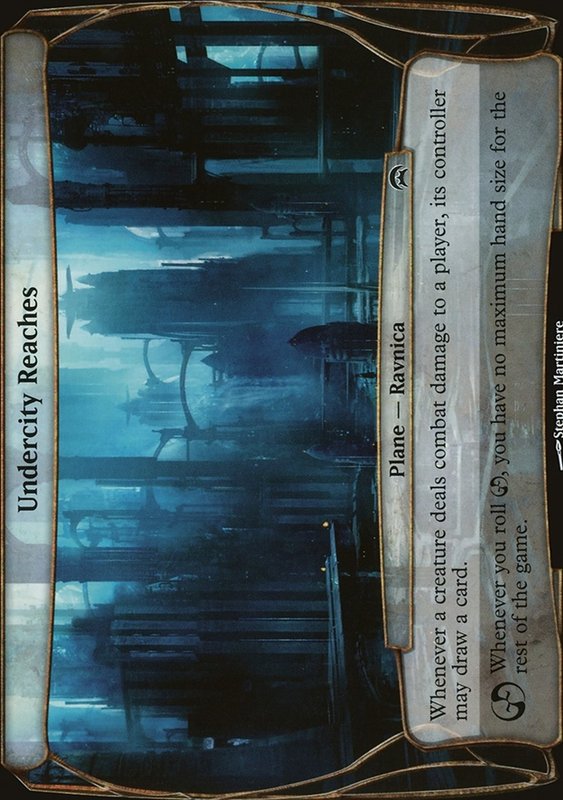 Undercity Reaches
Plane — Ravnica
Whenever a creature deals combat damage to a player, its controller
may draw a card.
Whenever you roll , you have no maximum hand size for the
rest of the game.
Stephan Martiniere